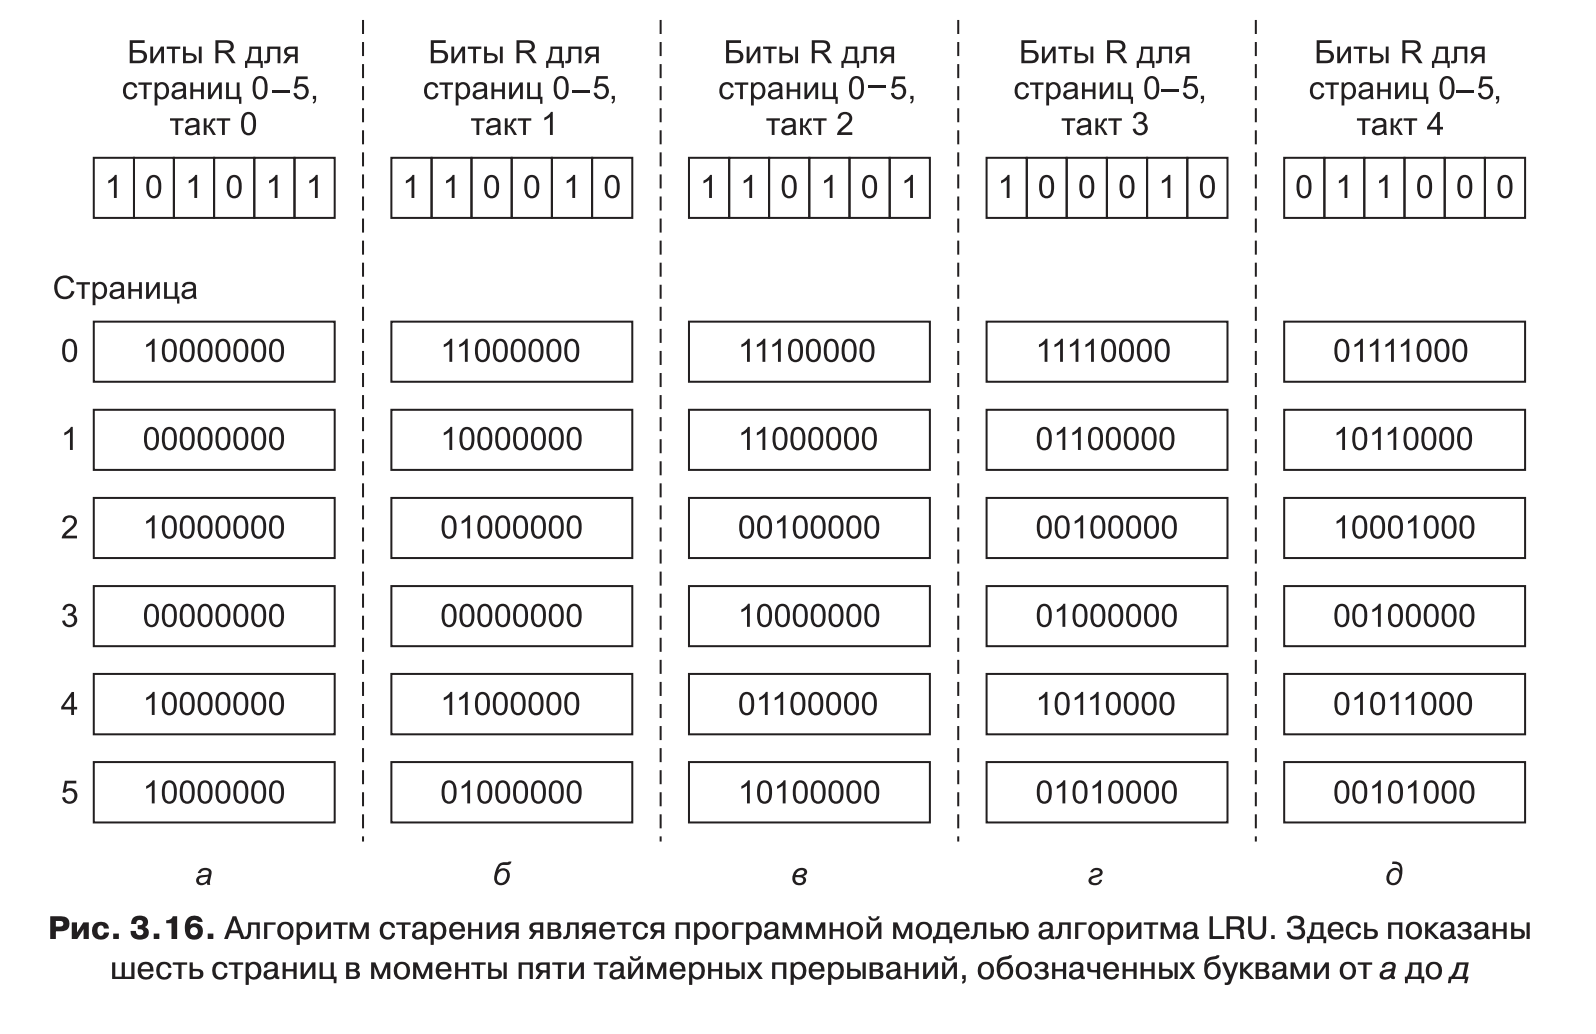 Биты R для страниц 0–5, такт 0
Биты R для страниц 0–5, такт 1
Биты R для страниц 0–5, такт 2
Биты R для страниц 0–5, такт 3
Биты R для страниц 0–5, такт 4
1 0 1 0 1 1
1 1 0 0 1 0
1 1 0 1 0 1
1 0 0 0 1 0
0 1 1 0 0 0
Страница
0 10000000 11000000 11100000 11110000 01111000
1 00000000 10000000 11000000 01100000 10110000
2 10000000 01000000 00100000 00100000 10001000
3 00000000 00000000 10000000 01000000 00100000
4 10000000 11000000 01100000 10110000 01011000
5 10000000 01000000 10100000 01010000 00101000
а б в г д
Рис. 3.16. Алгоритм старения является программной моделью алгоритма LRU. Здесь показаны
шесть страниц в моменты пяти таймерных прерываний, обозначенных буквами от а до д